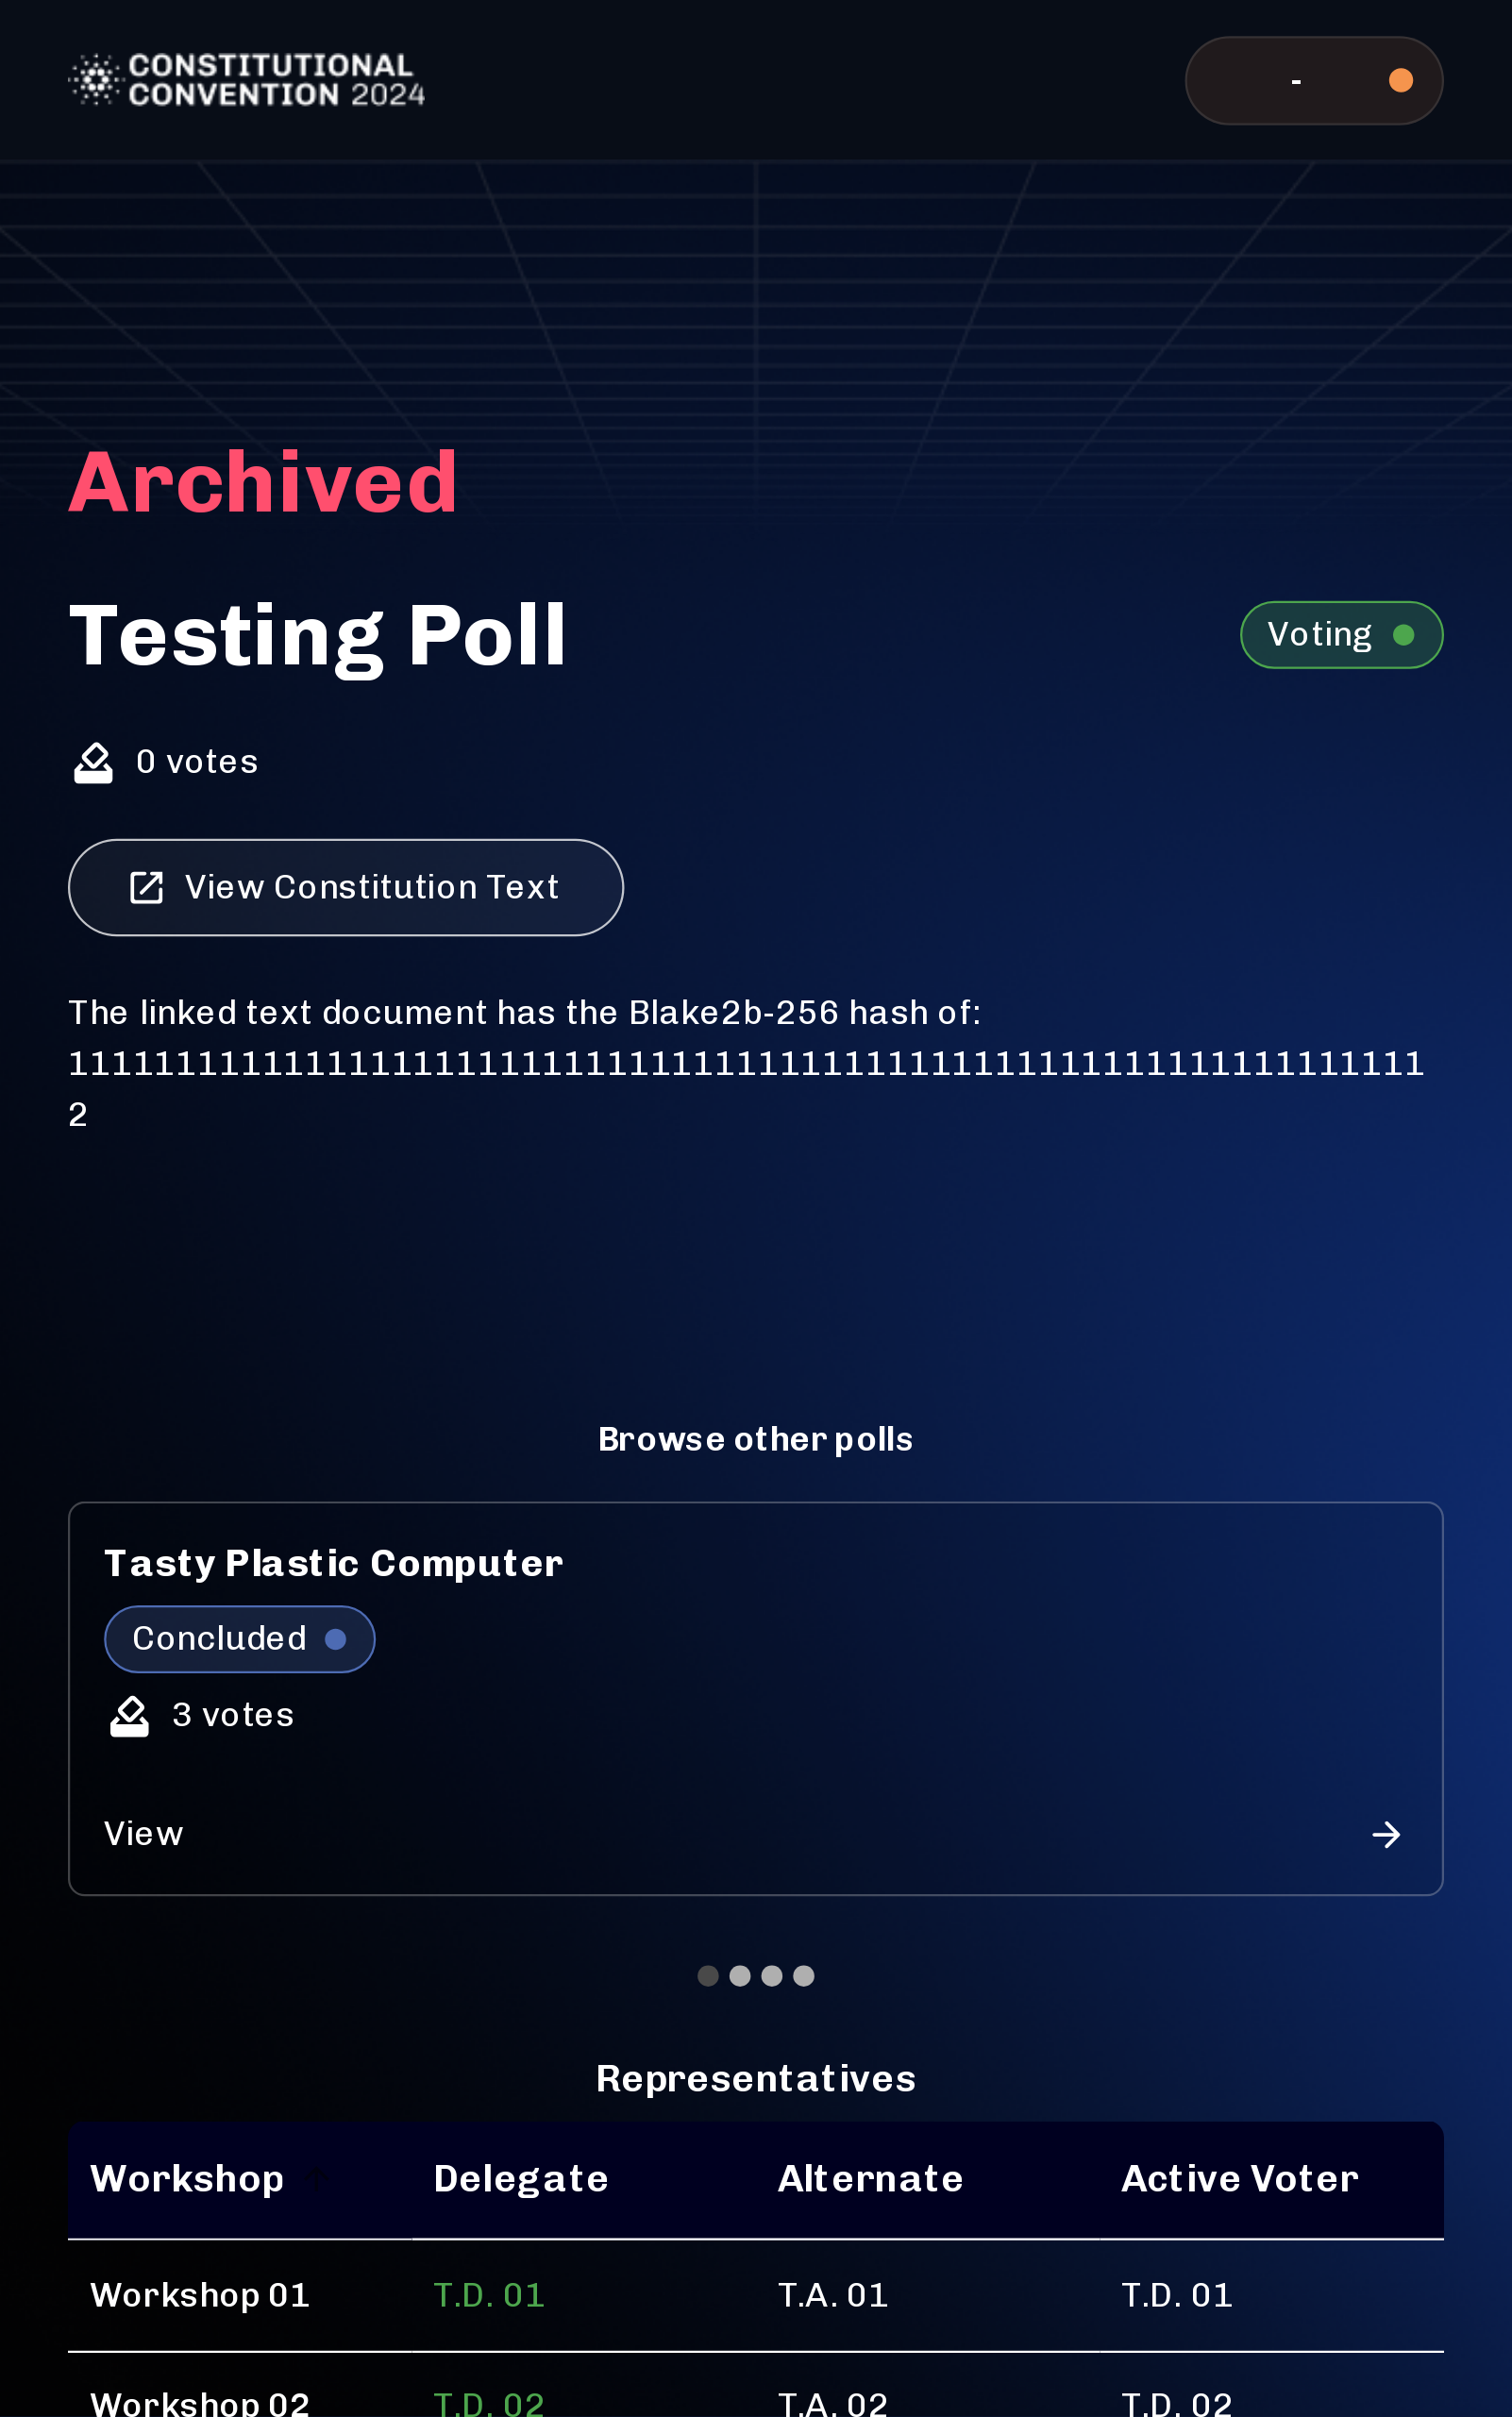 CONSTITUTIONAL
CONVENTION 2024
-
Archived
Testing Poll
Voting
0 votes
View Constitution Text
The linked text document has the Blake2b-256 hash of:
111111111111111111111111111111111111111111111111111111111111111
2
Browse other polls
Tasty Plastic Computer
Concluded
3 votes
View
Representatives
Workshop Delegate Alternate Active Voter
Workshop 01 T.D. 01 T.A. 01 T.D. 01
Workshop 02 T.D. 02 T.A. 02 T.D. 02